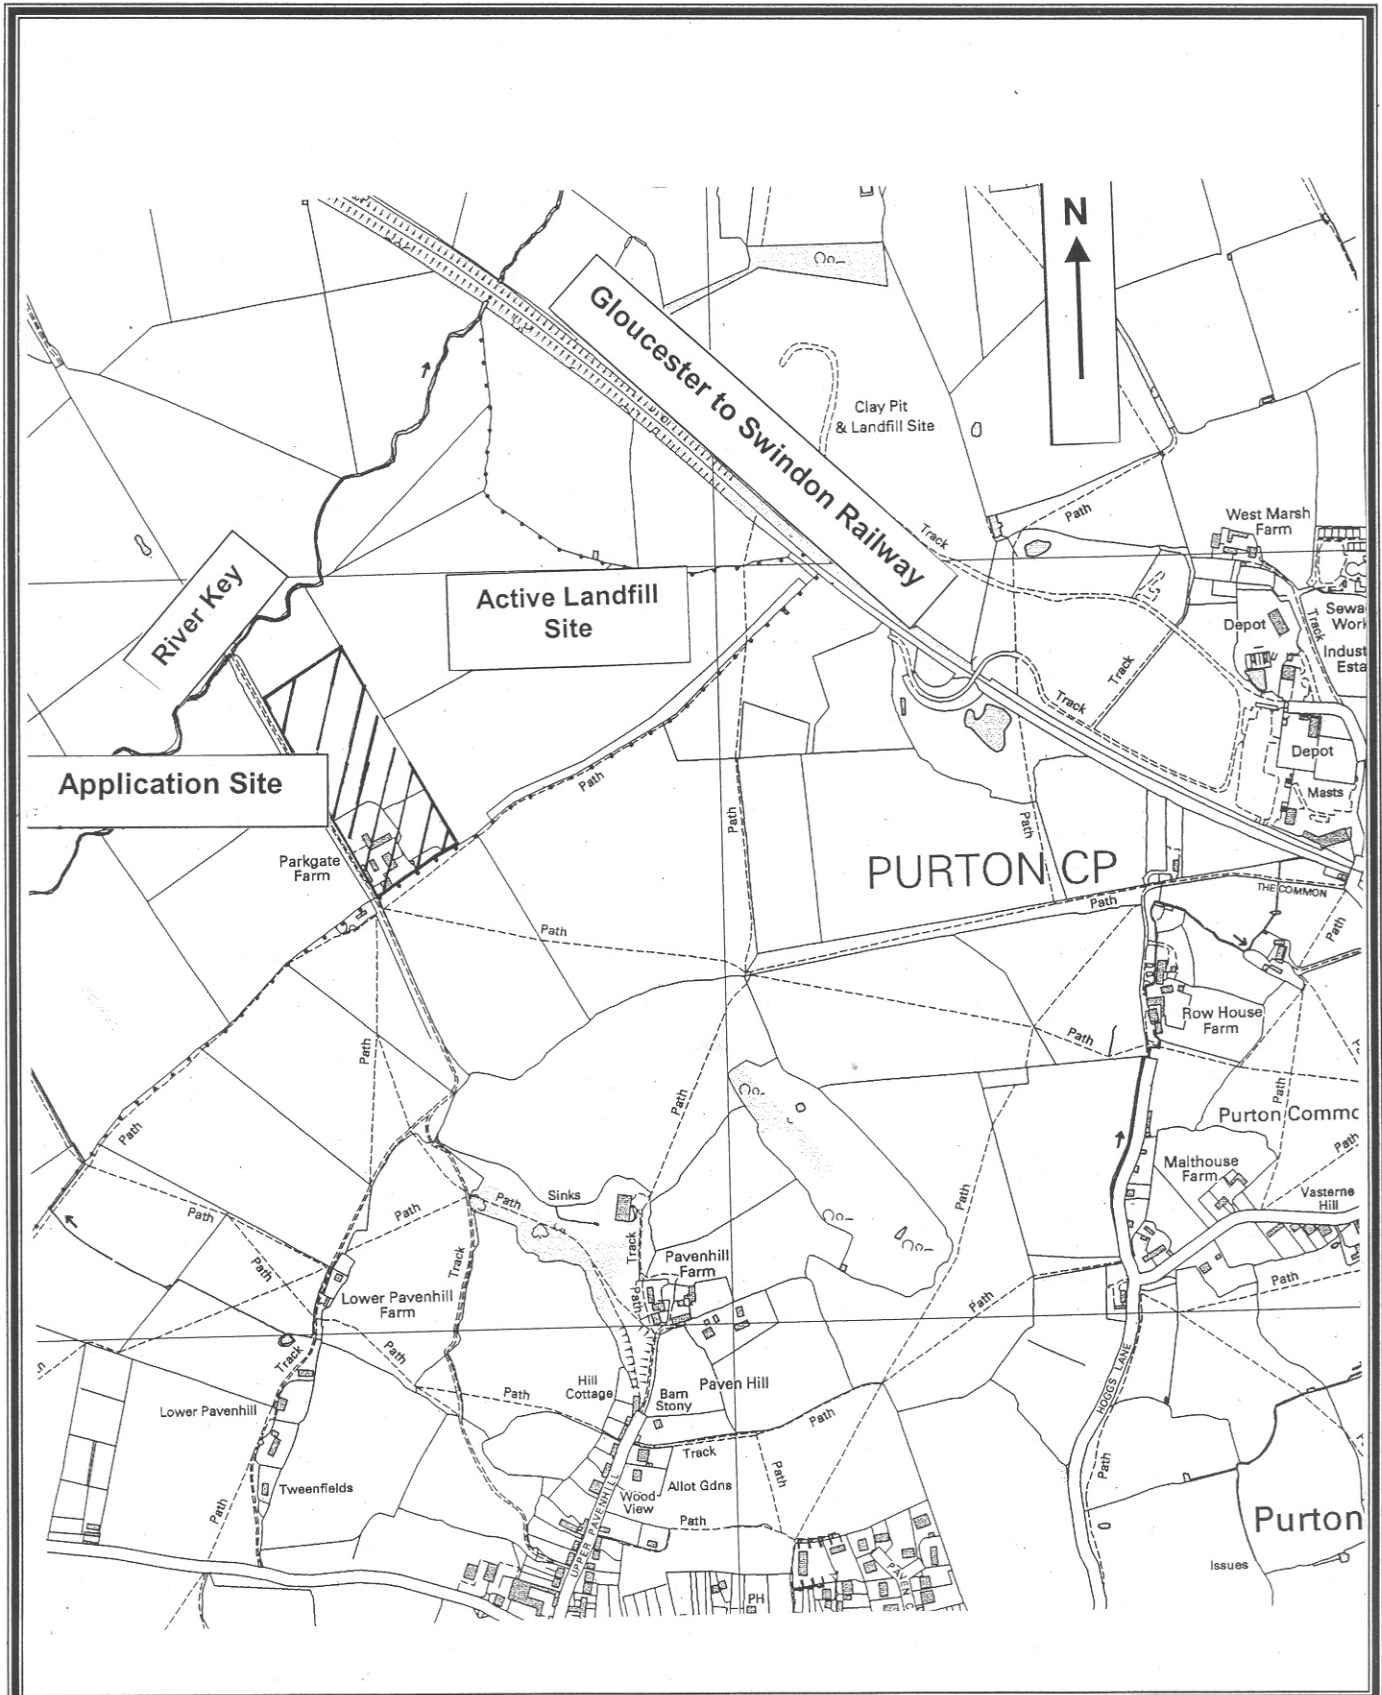 N
Gloucester to Swindon Railway
Clay Pit
& Landfill Site
Path
Track
West Marsh
Farm
River Key
Active Landfill
Site
Depot
Track
Sewa
Work
Indust
Esta
Track
Track
Application Site
Path
Depot
Masts
Path
Path
Parkgate
Farm
PURTON CP
THE COMMON
Path
Path
Path
Row House
Farm
Path
Path
Path
Path
Path
Purton Commo
Path
Malthouse
Farm
Vasterne
Hill
Path
Sinks
Path
Path
Path
Path
Track
Track
Pavenhill
Farm
Path
Path
Lower Pavenhill
Farm
Path
Path
Track
Path
Hill
Cottage
Paven Hill
Barn
Stony
HOGGS LANE
Lower Pavenhill
Path
Path
Track
Path
Path
Tweenfields
Wood
View
Allot Gdns
Path
Path
UPPER PAVENHILL
Purton
Issues
PAVEN C
PH